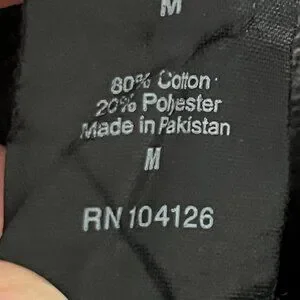 M
80% Cotton
20% Polyester
Made in Pakistan
M
RN 104126